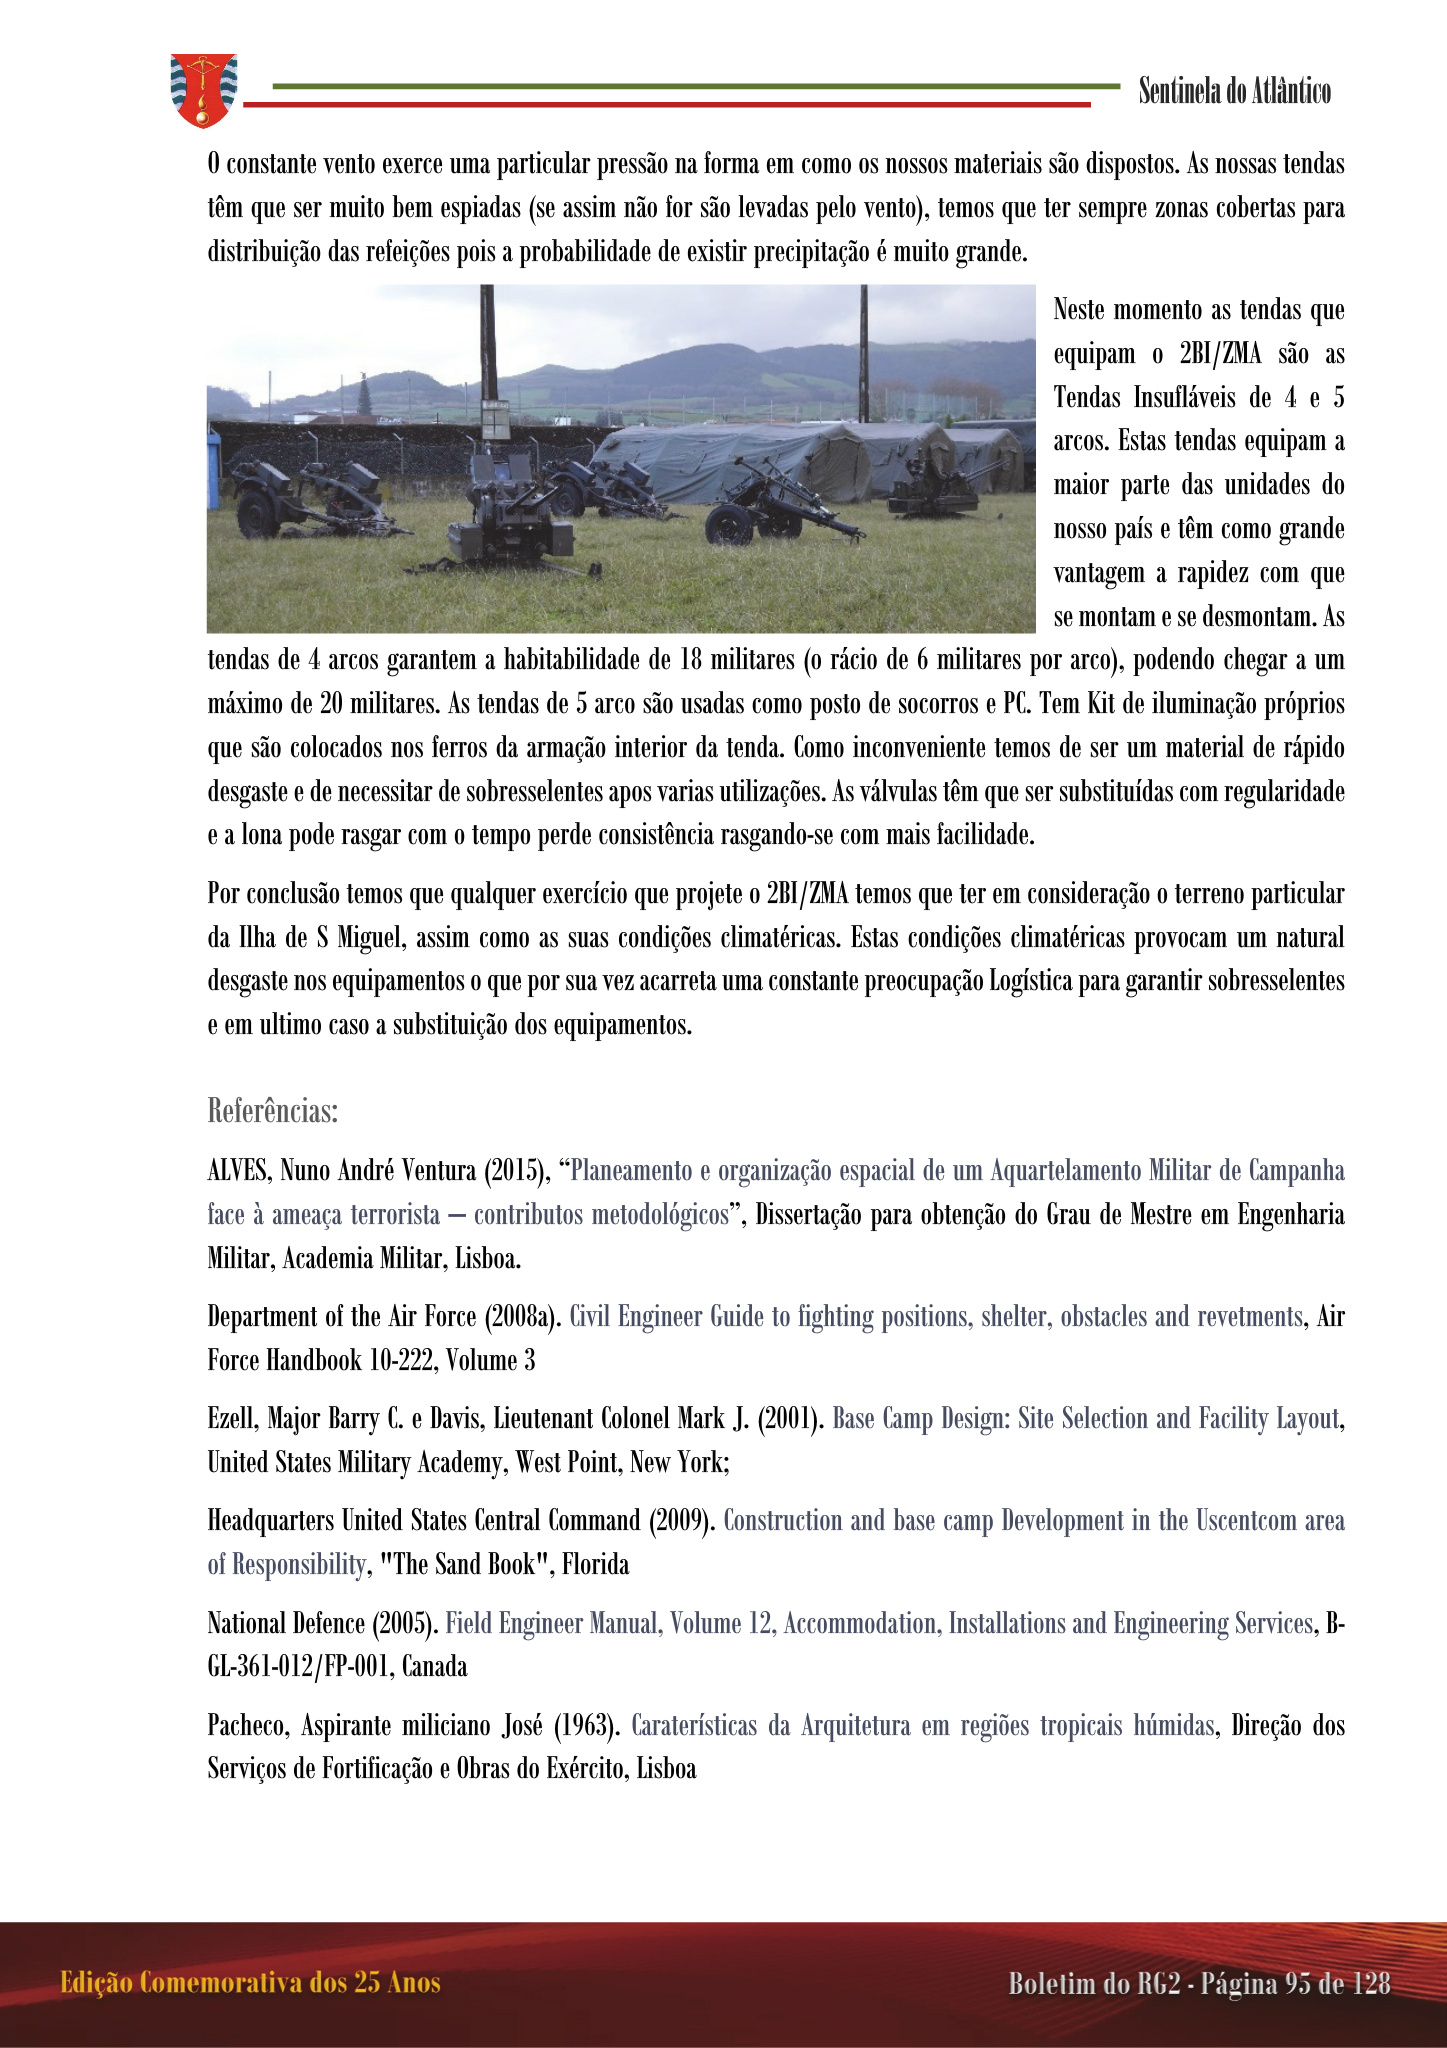 Sentinela do Atlântico
O constante vento exerce uma particular pressão na forma em como os nossos materiais são dispostos. As nossas tendas
têm que ser muito bem espiadas (se assim não for são levadas pelo vento), temos que ter sempre zonas cobertas para
distribuição das refeições pois a probabilidade de existir precipitação é muito grande.
Neste momento as tendas que
equipam o 2BI/ZMA são as
Tendas Insufláveis de 4 e 5
arcos. Estas tendas equipam a
maior parte das unidades do
nosso país e têm como grande
vantagem a rapidez com que
se montam e se desmontam. As
tendas de 4 arcos garantem a habitabilidade de 18 militares (o rácio de 6 militares por arco), podendo chegar a um
máximo de 20 militares. As tendas de 5 arco são usadas como posto de socorros e PC. Tem Kit de iluminação próprios
que são colocados nos ferros da armação interior da tenda. Como inconveniente temos de ser um material de rápido
desgaste e de necessitar de sobresselentes apos varias utilizações. As válvulas têm que ser substituídas com regularidade
e a lona pode rasgar com o tempo perde consistência rasgando-se com mais facilidade.
Por conclusão temos que qualquer exercício que projete o 2BI/ZMA temos que ter em consideração o terreno particular
da Ilha de S Miguel, assim como as suas condições climatéricas. Estas condições climatéricas provocam um natural
desgaste nos equipamentos o que por sua vez acarreta uma constante preocupação Logística para garantir sobresselentes
e em ultimo caso a substituição dos equipamentos.
Referências:
ALVES, Nuno André Ventura (2015), “Planeamento e organização espacial de um Aquartelamento Militar de Campanha
face à ameaça terrorista – contributos metodológicos”, Dissertação para obtenção do Grau de Mestre em Engenharia
Militar, Academia Militar, Lisboa.
Department of the Air Force (2008a). Civil Engineer Guide to fighting positions, shelter, obstacles and revetments, Air
Force Handbook 10-222, Volume 3
Ezell, Major Barry C. e Davis, Lieutenant Colonel Mark J. (2001). Base Camp Design: Site Selection and Facility Layout,
United States Military Academy, West Point, New York;
Headquarters United States Central Command (2009). Construction and base camp Development in the Uscentcom area
of Responsibility, "The Sand Book", Florida
National Defence (2005). Field Engineer Manual, Volume 12, Accommodation, Installations and Engineering Services, B-
GL-361-012/FP-001, Canada
Pacheco, Aspirante miliciano José (1963). Caraterísticas da Arquitetura em regiões tropicais húmidas, Direção dos
Serviços de Fortificação e Obras do Exército, Lisboa
Edição Comemorativa dos 25 Anos
Boletim do RG2 - Página 95 de 128